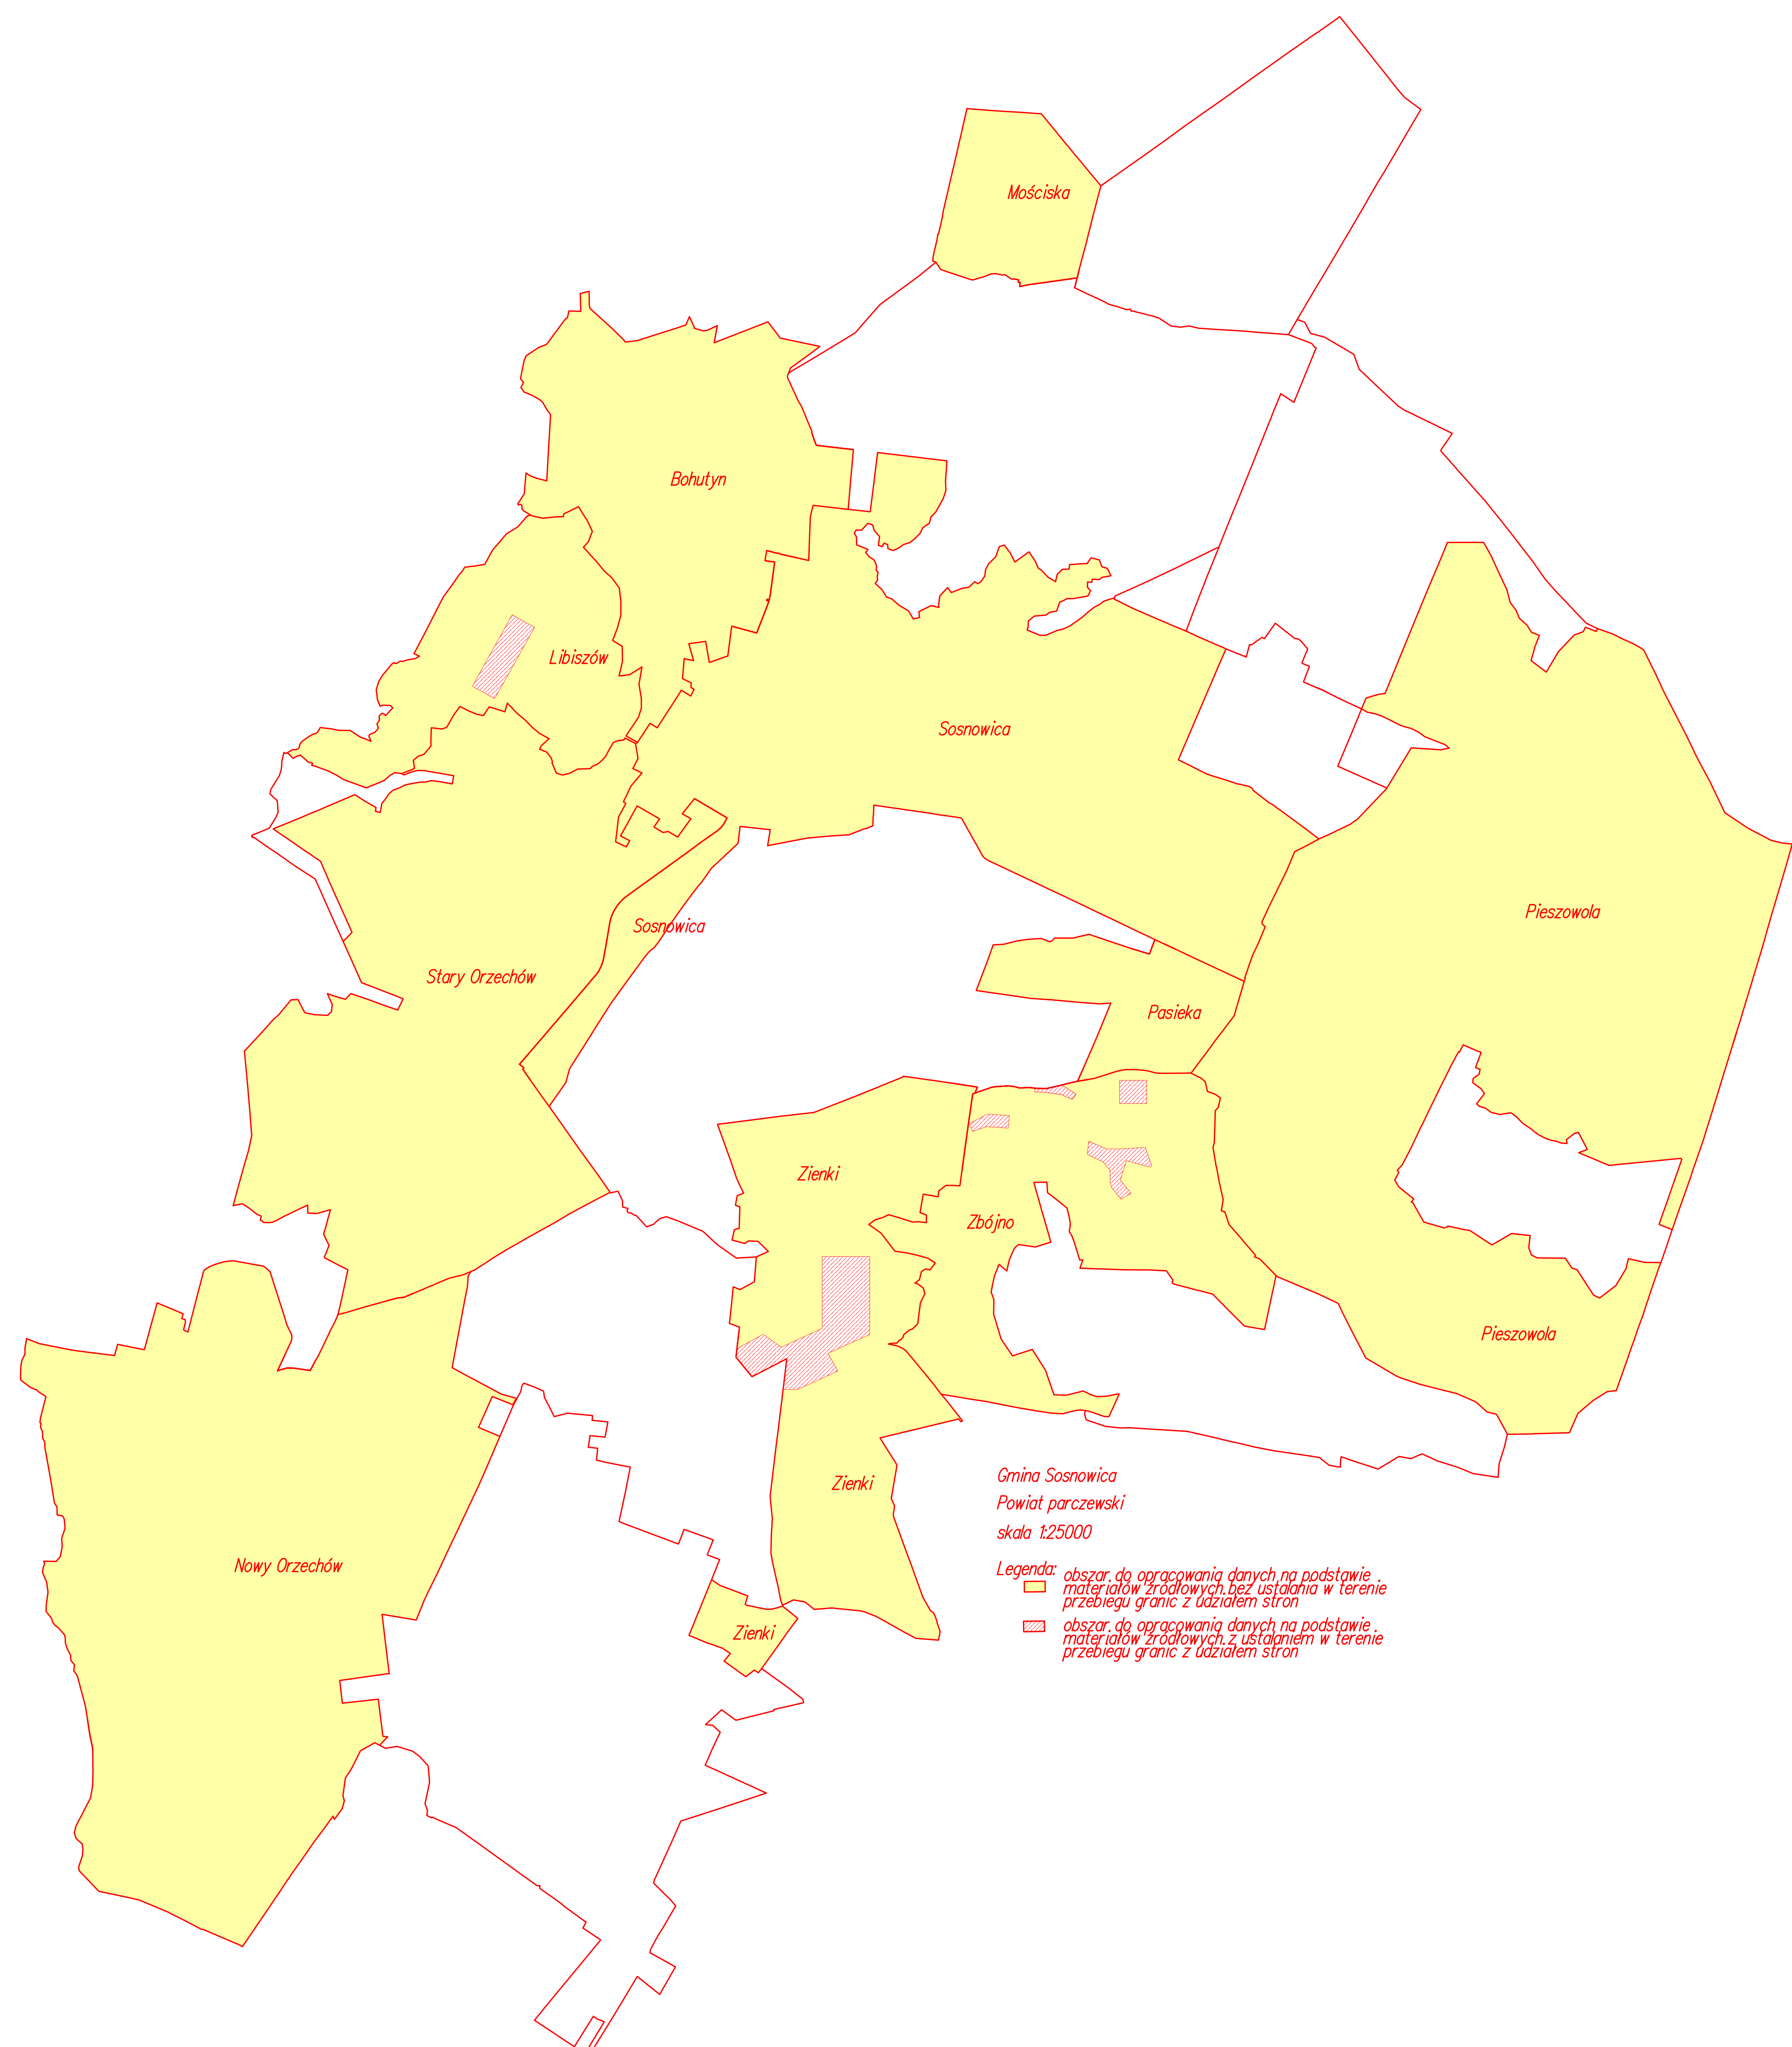 Mościska
Bohutyn
Libiszów
Sosnowica
Pieszowola
Sosnowica
Stary Orzechów
Pasieka
Zienki
Zbójno
Pieszowola
Zienki
Nowy Orzechów
Zienki
Gmina Sosnowica
Powiat parczewski
skala 1:25000
Legenda:
obszar do opracowania danych na podstawie
materiałów źródłowych bez ustalania w terenie
przebiegu granic z udziałem stron
obszar do opracowania danych na podstawie
materiałów źródłowych z ustalaniem w terenie
przebiegu granic z udziałem stron